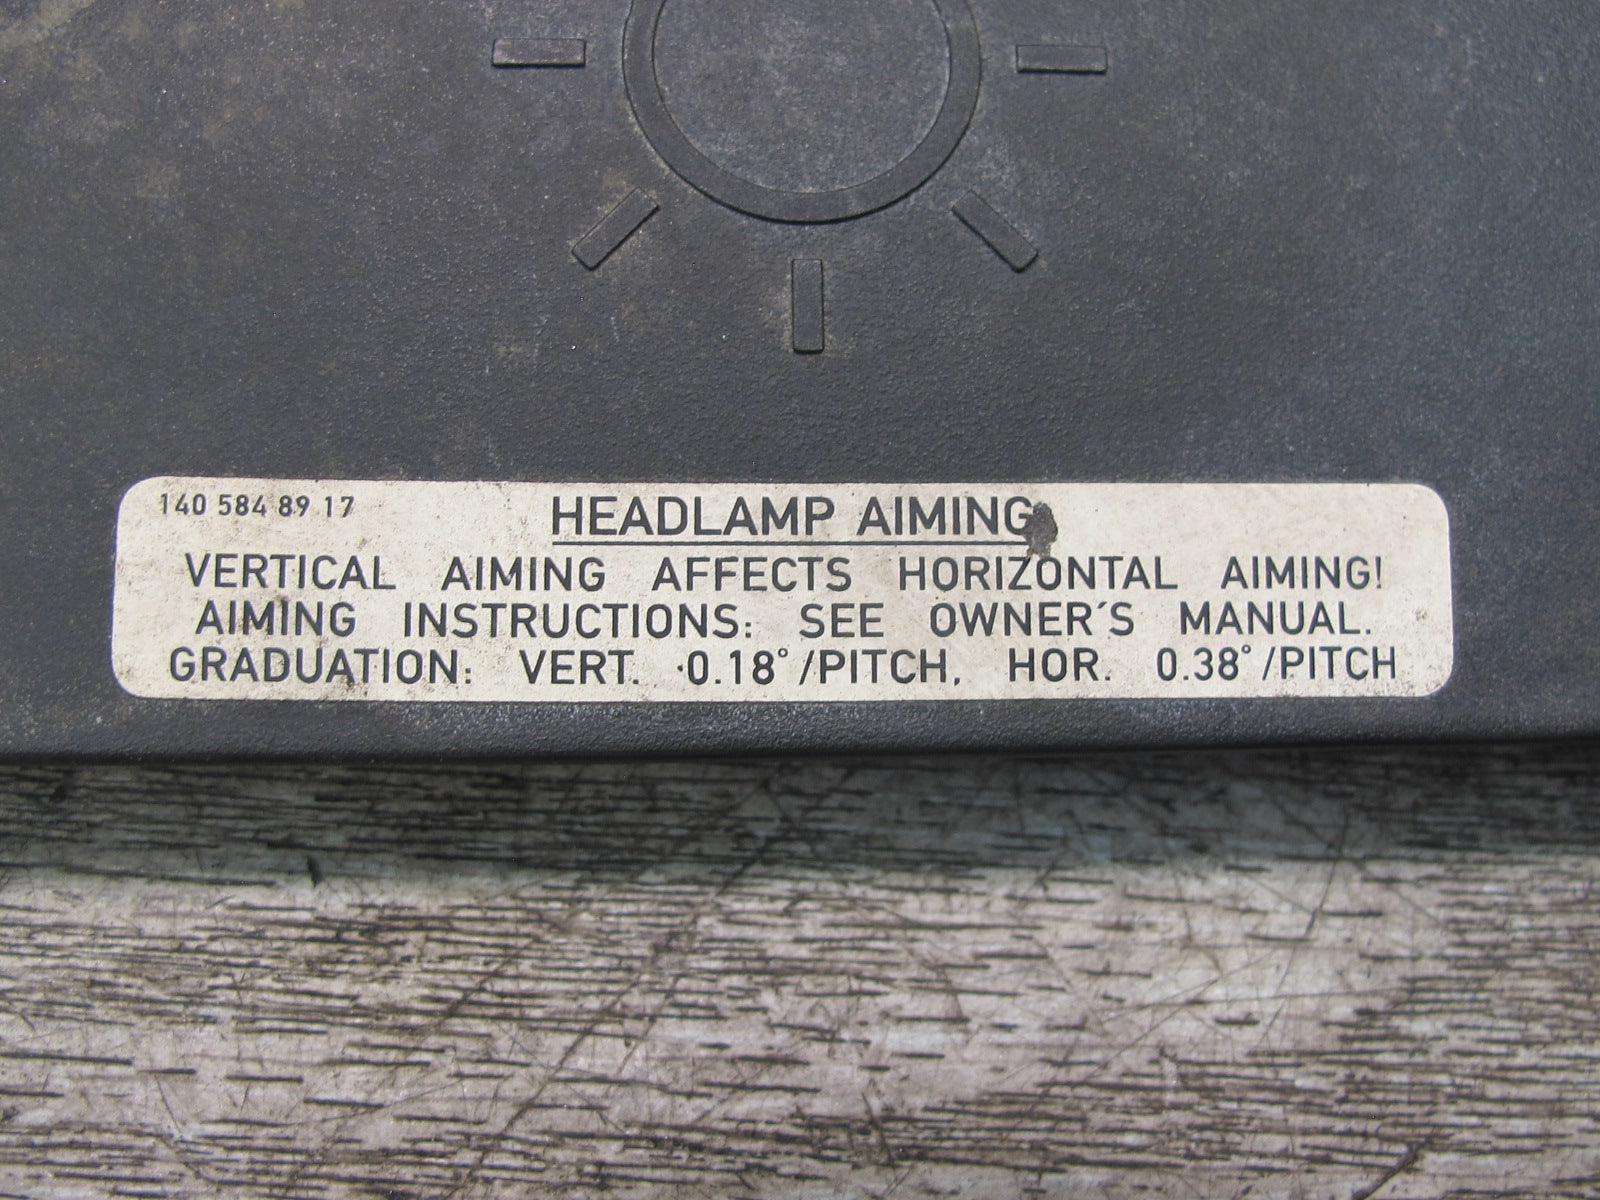 140 584 89 17
HEADLAMP AIMING
VERTICAL AIMING AFFECTS HORIZONTAL AIMING!
AIMING INSTRUCTIONS: SEE OWNER´S MANUAL.
GRADUATION: VERT. 0.18°/PITCH, HOR. 0.38°/PITCH